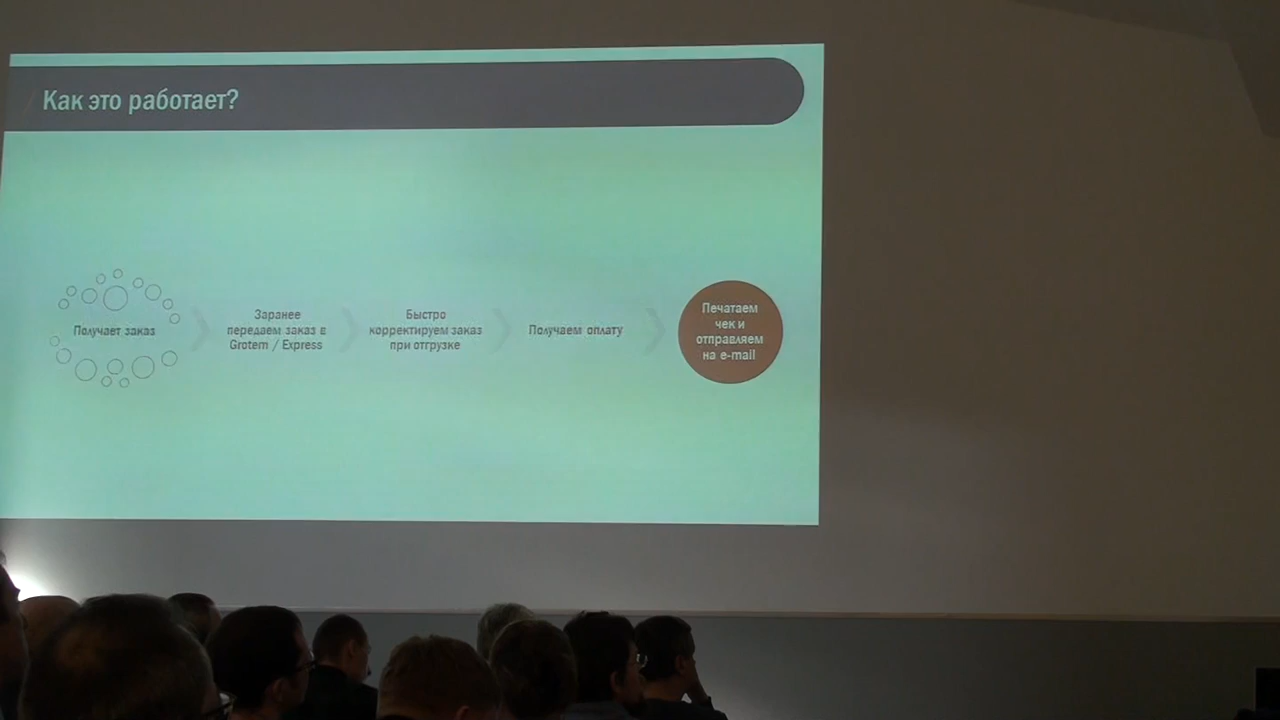 Как это работает?
Получает заказ
Заранее
передаем заказ в
Grotem / Express
Быстро
корректируем заказ
при отгрузке
Получаем оплату
Печатаем
чек и
отправляем
на e-mail